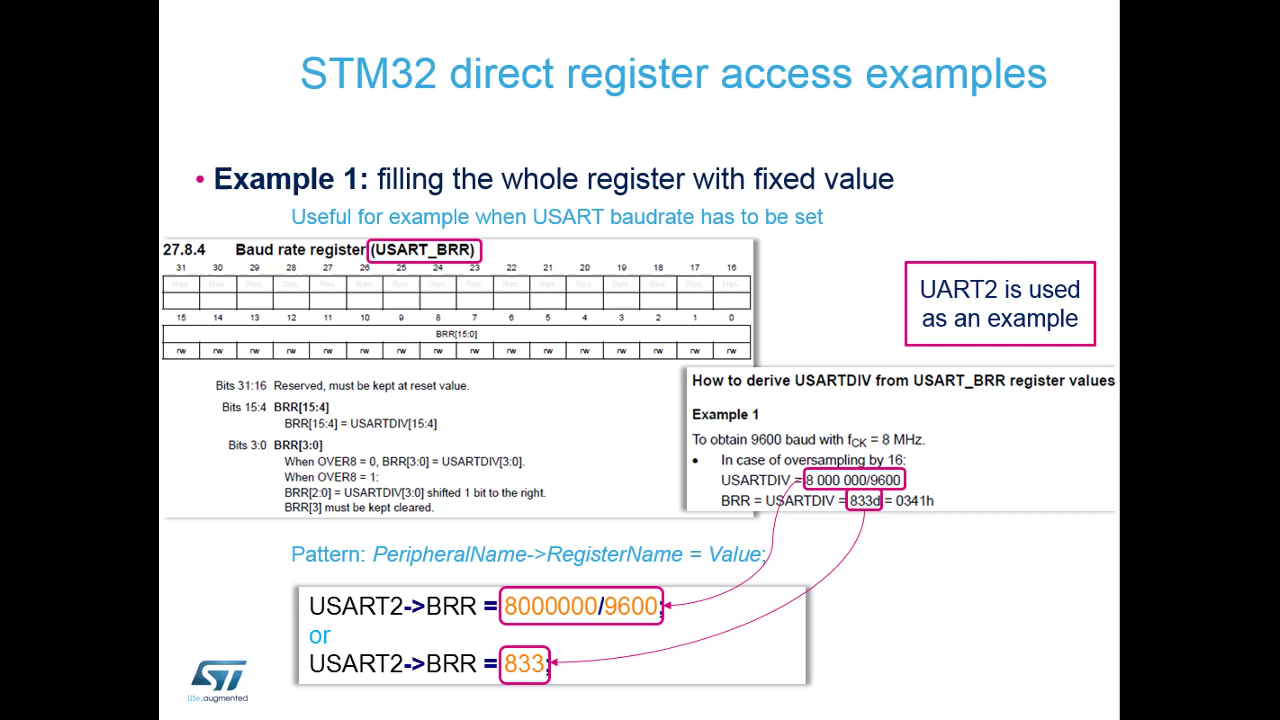 STM32 direct register access examples
• Example 1: filling the whole register with fixed value
Useful for example when USART baudrate has to be set
27.8.4 Baud rate register (USART_BRR)
31 30 29 28 27 26 25 24 23 22 21 20 19 18 17 16
Res. Res. Res. Res. Res. Res. Res. Res. Res. Res. Res. Res. Res. Res. Res. Res.
15 14 13 12 11 10 9 8 7 6 5 4 3 2 1 0
BRR[15:0]
rw rw rw rw rw rw rw rw rw rw rw rw rw rw rw rw
Bits 31:16 Reserved, must be kept at reset value.
Bits 15:4 BRR[15:4]
BRR[15:4] = USARTDIV[15:4]
Bits 3:0 BRR[3:0]
When OVER8 = 0, BRR[3:0] = USARTDIV[3:0].
When OVER8 = 1:
BRR[2:0] = USARTDIV[3:0] shifted 1 bit to the right.
BRR[3] must be kept cleared.
UART2 is used
as an example
How to derive USARTDIV from USART_BRR register values
Example 1
To obtain 9600 baud with fCK = 8 MHz.
• In case of oversampling by 16:
USARTDIV = 8 000 000/9600
BRR = USARTDIV = 833d = 0341h
Pattern: PeripheralName->RegisterName = Value;
USART2->BRR = 8000000/9600;
or
USART2->BRR = 833;
ST
life.augmented